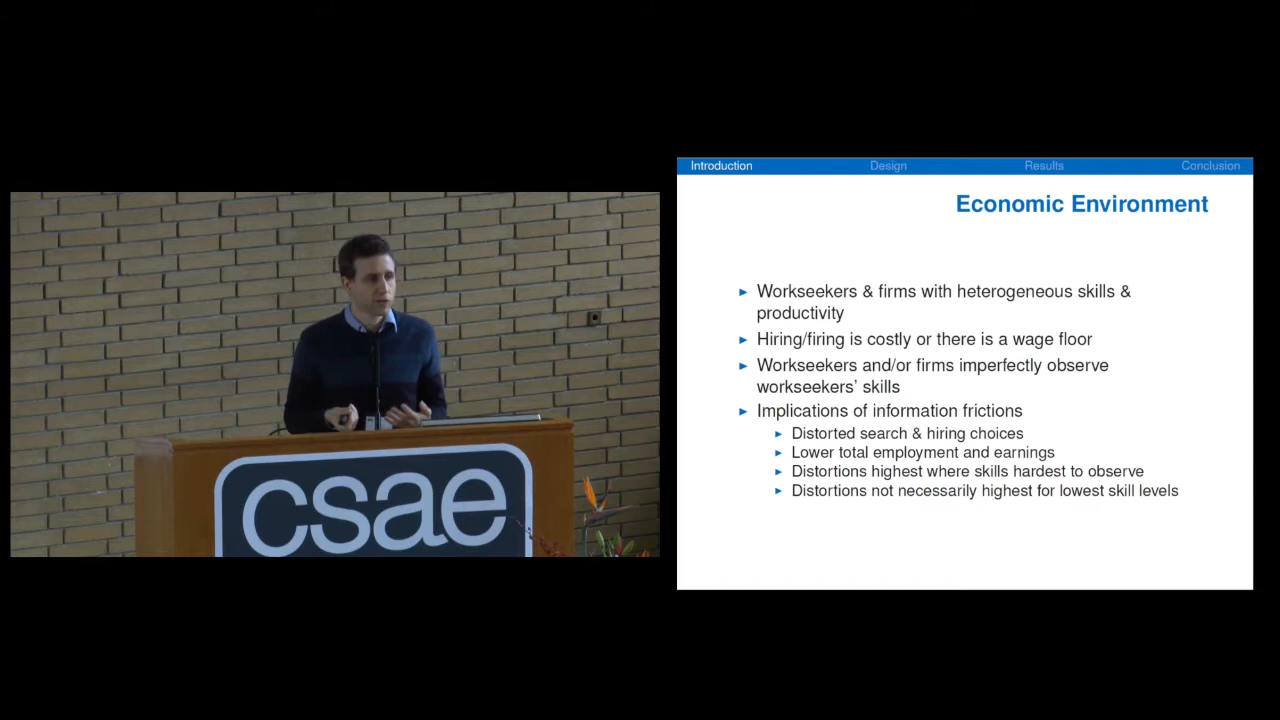 csae
Introduction Design Results Conclusion
Economic Environment
► Workseekers & firms with heterogeneous skills &
productivity
► Hiring/firing is costly or there is a wage floor
► Workseekers and/or firms imperfectly observe
workseekers' skills
► Implications of information frictions
► Distorted search & hiring choices
► Lower total employment and earnings
► Distortions highest where skills hardest to observe
► Distortions not necessarily highest for lowest skill levels